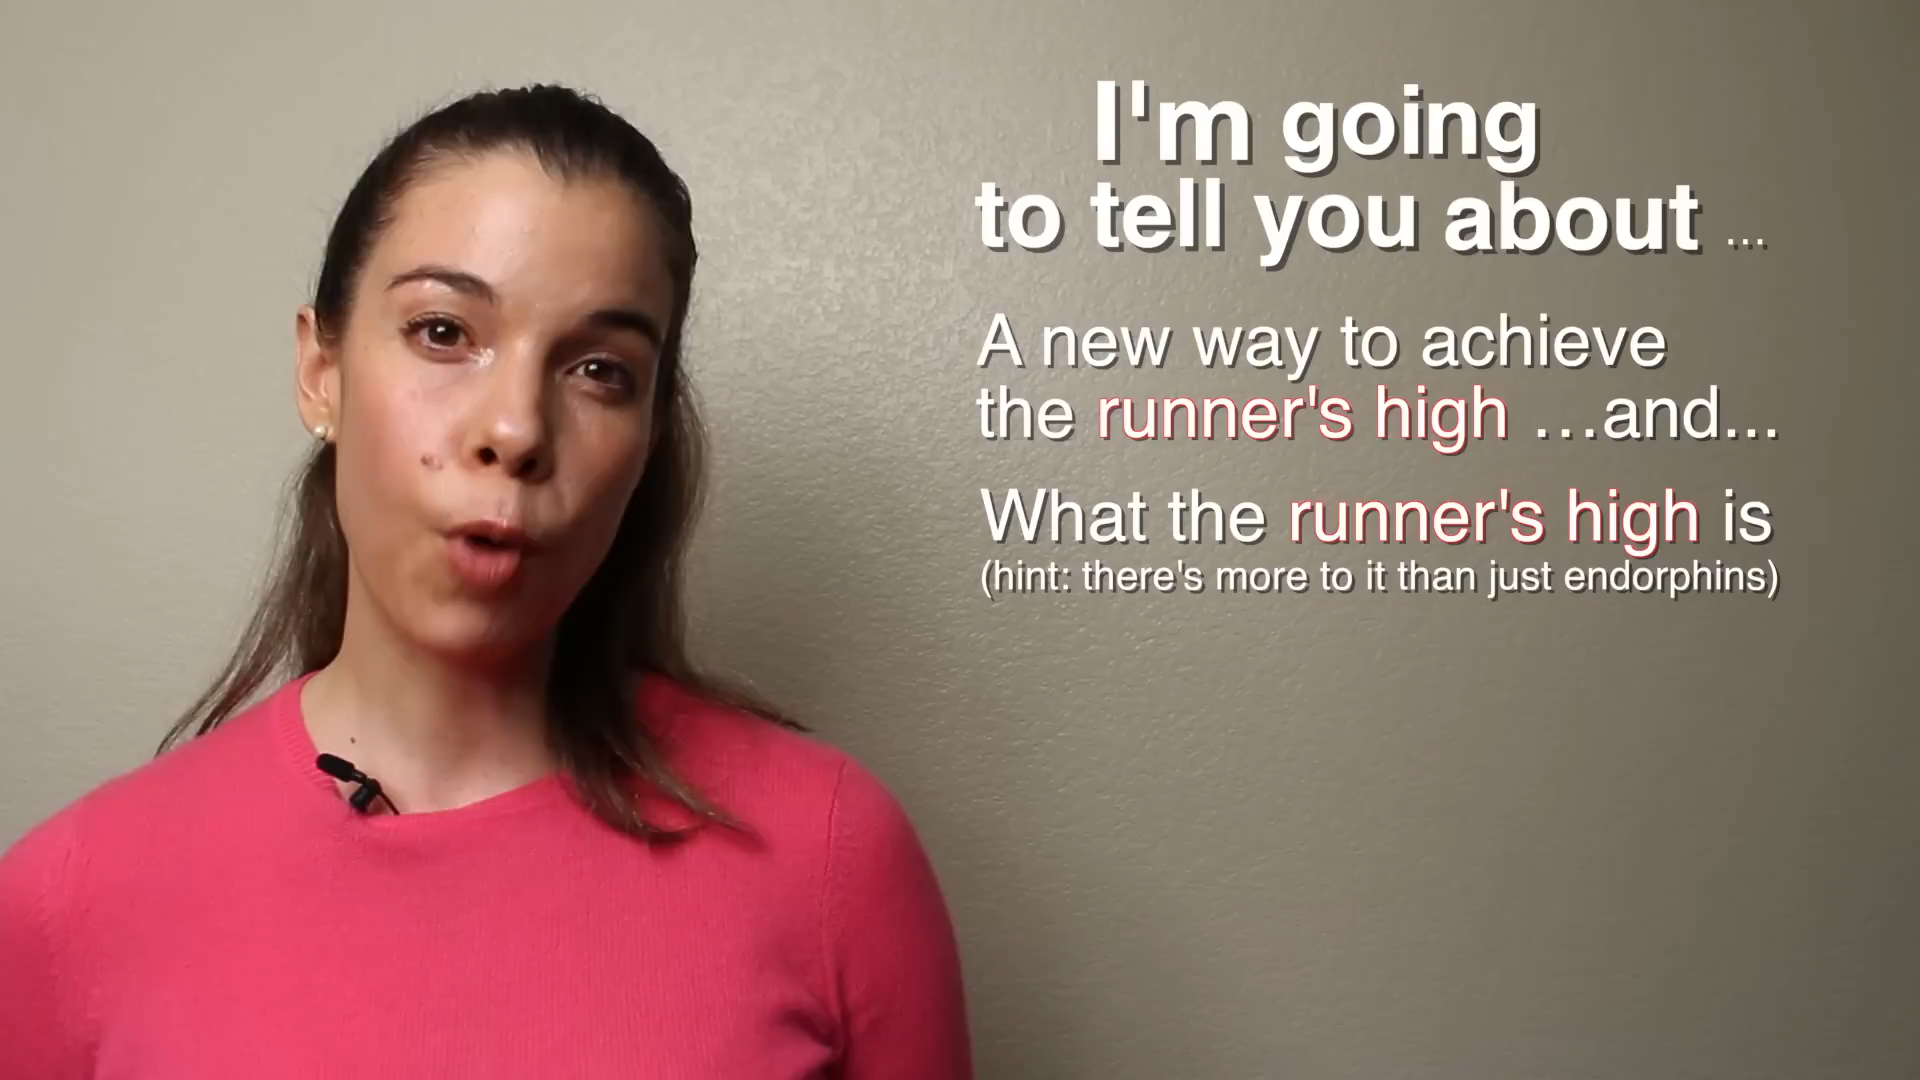 I'm going
to tell you about ...
A new way to achieve
the runner's high ...and...
What the runner's high is
(hint: there's more to it than just endorphins)